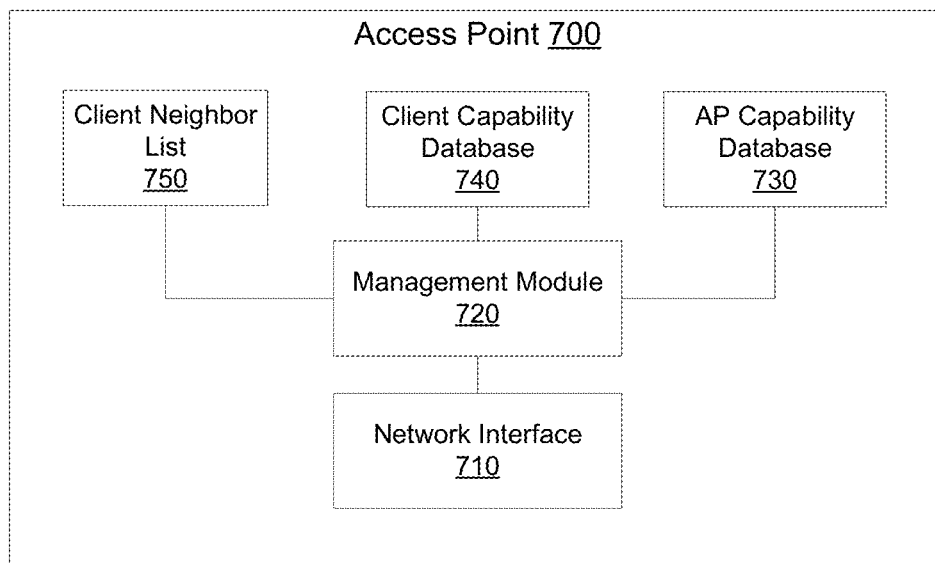 Access Point 700
Client Neighbor
List
750
Client Capability
Database
740
AP Capability
Database
730
Management Module
720
Network Interface
710